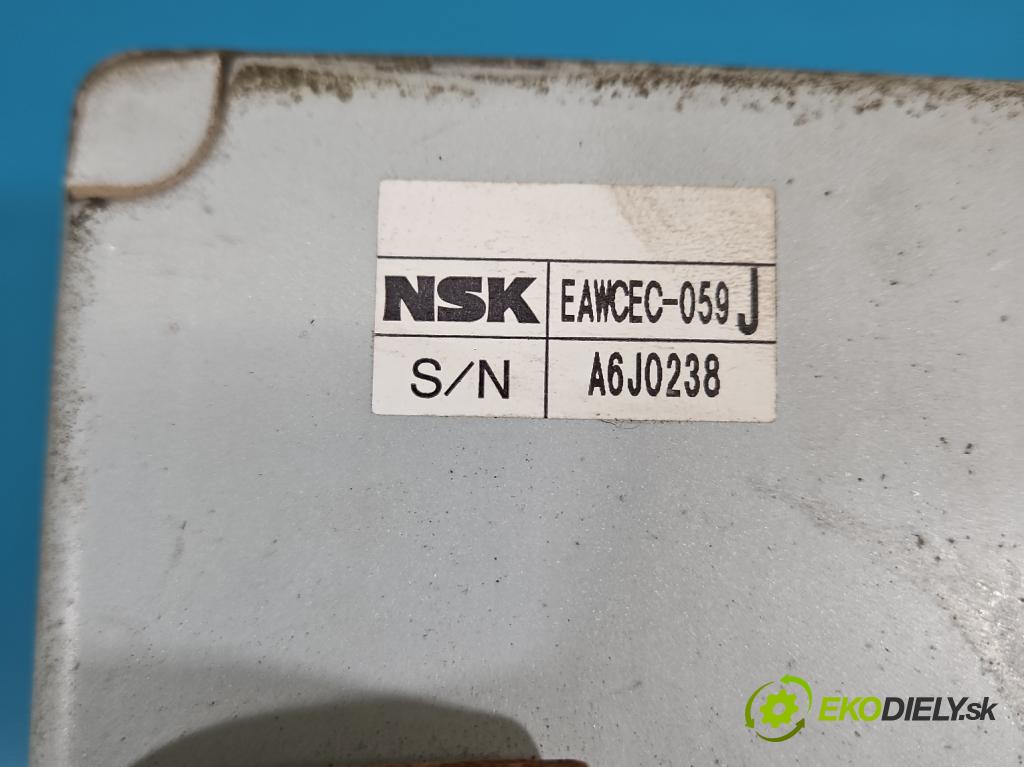 NSK EAWCEC-059 J
S/N A6J0238
EKODIELY.sk